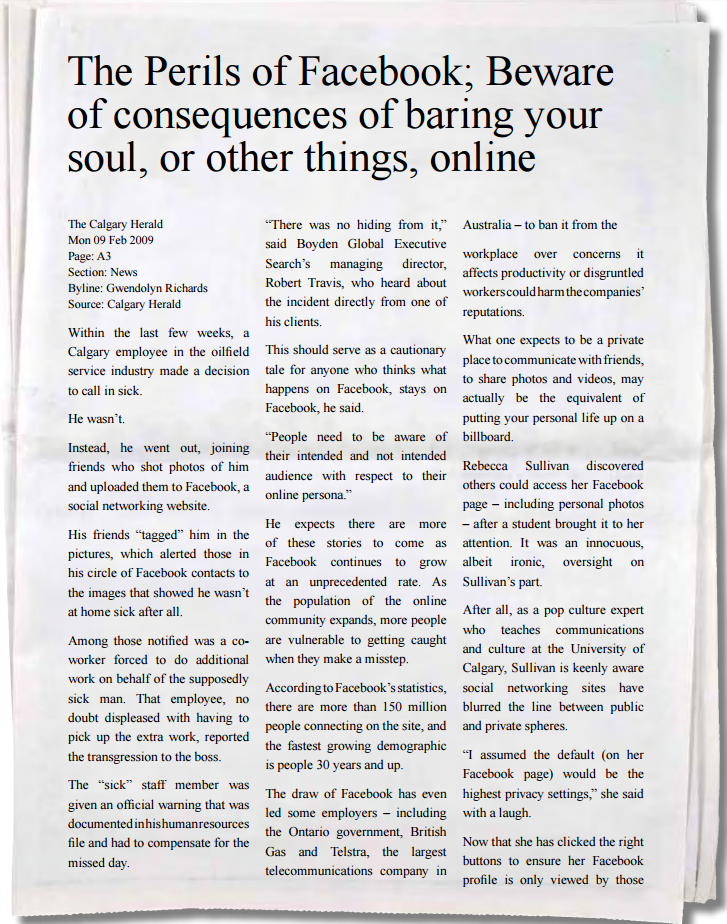 The Perils of Facebook; Beware
of consequences of baring your
soul, or other things, online
The Calgary Herald
Mon 09 Feb 2009
Page: A3
Section: News
Byline: Gwendolyn Richards
Source: Calgary Herald
Within the last few weeks, a
Calgary employee in the oilfield
service industry made a decision
to call in sick.
He wasn't.
Instead, he went out, joining
friends who shot photos of him
and uploaded them to Facebook, a
social networking website.
His friends “tagged” him in the
pictures, which alerted those in
his circle of Facebook contacts to
the images that showed he wasn't
at home sick after all.
Among those notified was a co-
worker forced to do additional
work on behalf of the supposedly
sick man. That employee, no
doubt displeased with having to
pick up the extra work, reported
the transgression to the boss.
The “sick” staff member was
given an official warning that was
documented in his human resources
file and had to compensate for the
missed day.
“There was no hiding from it,”
said Boyden Global Executive
Search's managing director,
Robert Travis, who heard about
the incident directly from one of
his clients.
This should serve as a cautionary
tale for anyone who thinks what
happens on Facebook, stays on
Facebook, he said.
“People need to be aware of
their intended and not intended
audience with respect to their
online persona.”
He expects there are more
of these stories to come as
Facebook continues to grow
at an unprecedented rate. As
the population of the online
community expands, more people
are vulnerable to getting caught
when they make a misstep.
According to Facebook's statistics,
there are more than 150 million
people connecting on the site, and
the fastest growing demographic
is people 30 years and up.
The draw of Facebook has even
led some employers – including
the Ontario government, British
Gas and Telstra, the largest
telecommunications company in
Australia – to ban it from the
workplace over concerns it
affects productivity or disgruntled
workers could harm the companies'
reputations.
What one expects to be a private
place to communicate with friends,
to share photos and videos, may
actually be the equivalent of
putting your personal life up on a
billboard.
Rebecca Sullivan discovered
others could access her Facebook
page – including personal photos
– after a student brought it to her
attention. It was an innocuous,
albeit ironic, oversight on
Sullivan's part.
After all, as a pop culture expert
who teaches communications
and culture at the University of
Calgary, Sullivan is keenly aware
social networking sites have
blurred the line between public
and private spheres.
“I assumed the default (on her
Facebook page) would be the
highest privacy settings,” she said
with a laugh.
Now that she has clicked the right
buttons to ensure her Facebook
profile is only viewed by those